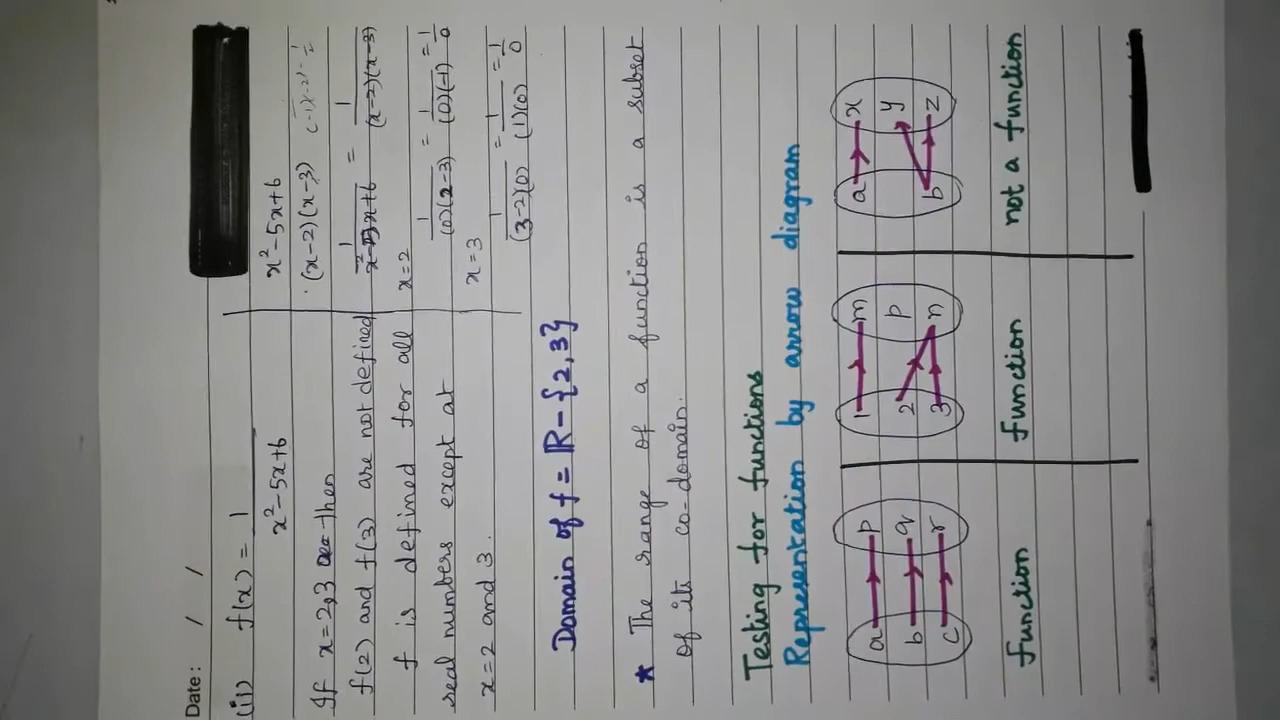 Date: / /
(ii) f(x) = 1
x² - 5x + 6
If x = 2,3 then
f(2) and f(3) are not defined
f is defined for all
real numbers except at
x = 2 and 3.
x² - 5x + 6
(x-2)(x-3)
1/x² - 5x + 6 = 1/(x-2)(x-3)
x = 2
1/(0)(2-3) = 1/(0)(-1) = 1/0
x = 3
1/(3-2)(0) = 1/(1)(0) = 1/0
Domain of f = ℝ - {2,3}
* The range of a function is a subset
of its co-domain.
Testing for functions
Representation by arrow diagram
a p 1 m a x
b q 2 p y
c r 3 n b z
function function not a function